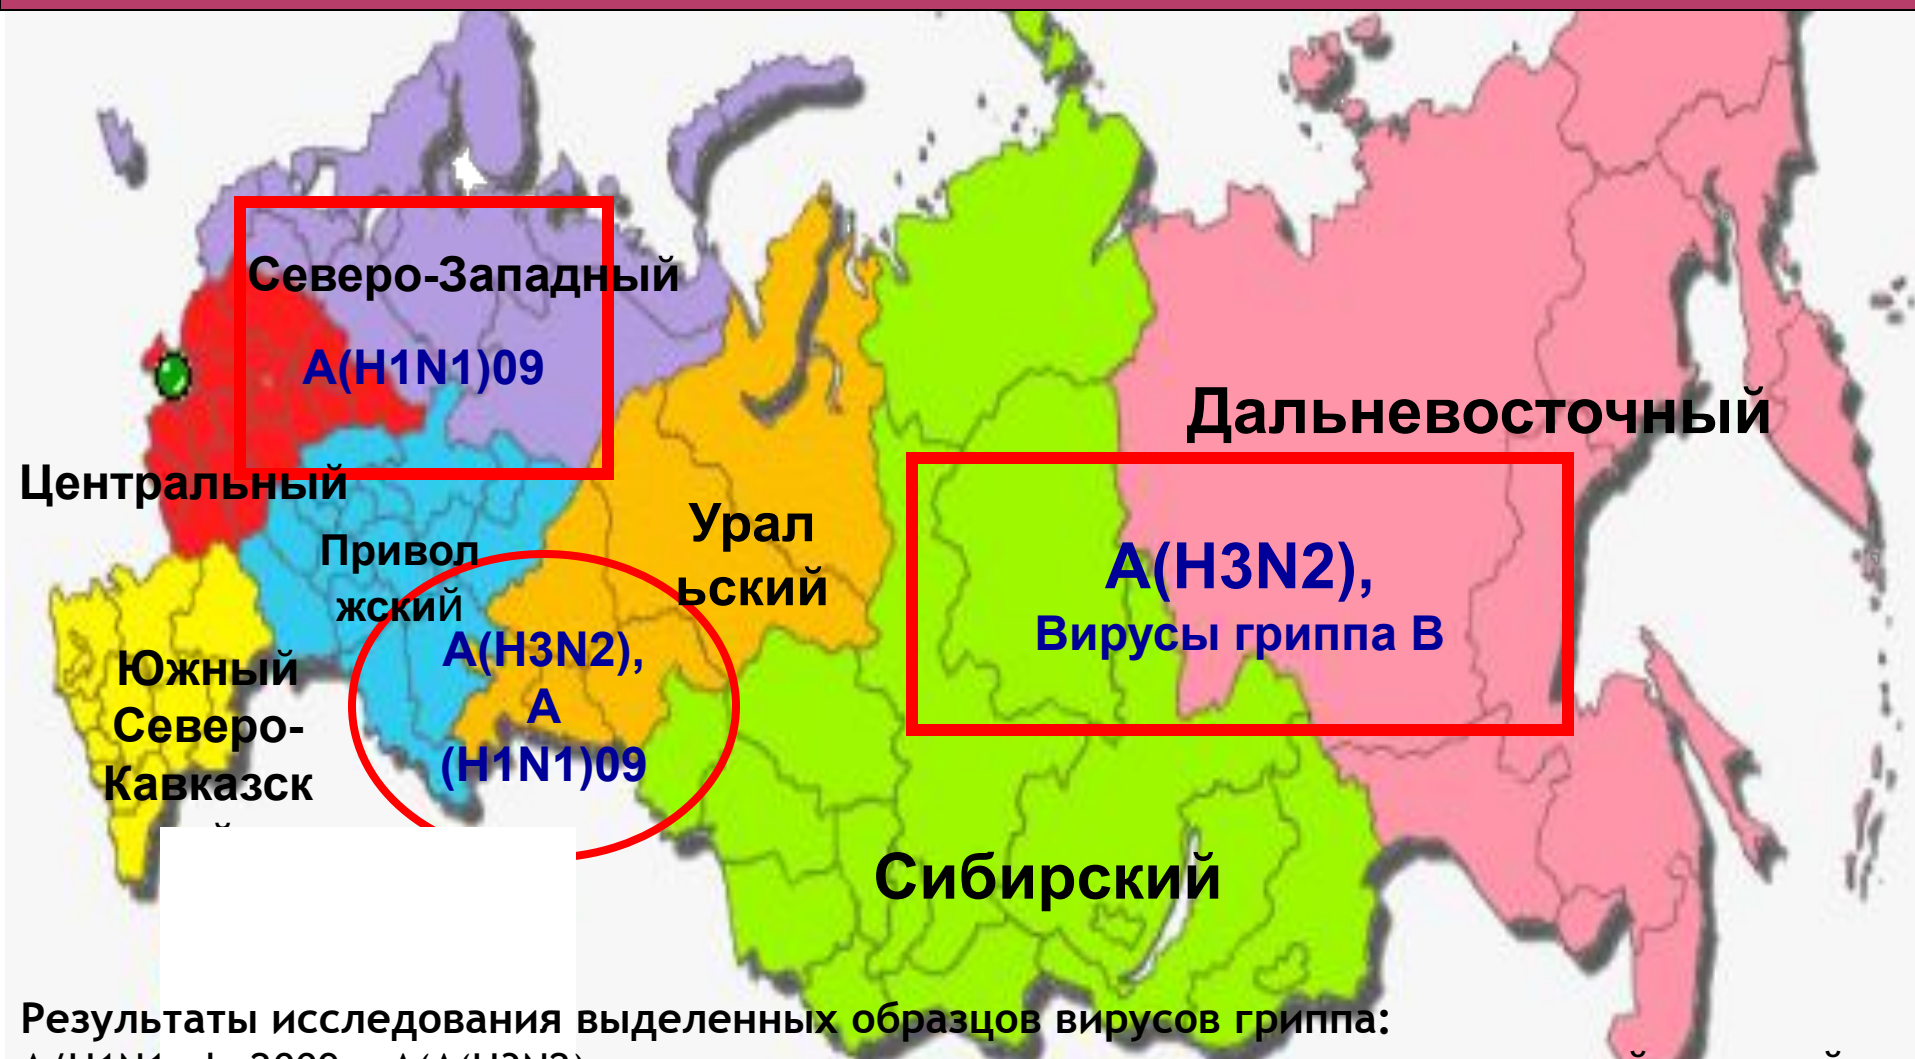 Северо-Западный
А(H1N1)09
Дальневосточный
Центральный
Урал
ьский
Привол
жский
А(H3N2),
Вирусы гриппа В
А(H3N2),
А
(H1N1)09
Южный
Северо-
Кавказск
Сибирский
Результаты исследования выделенных образцов вирусов гриппа: